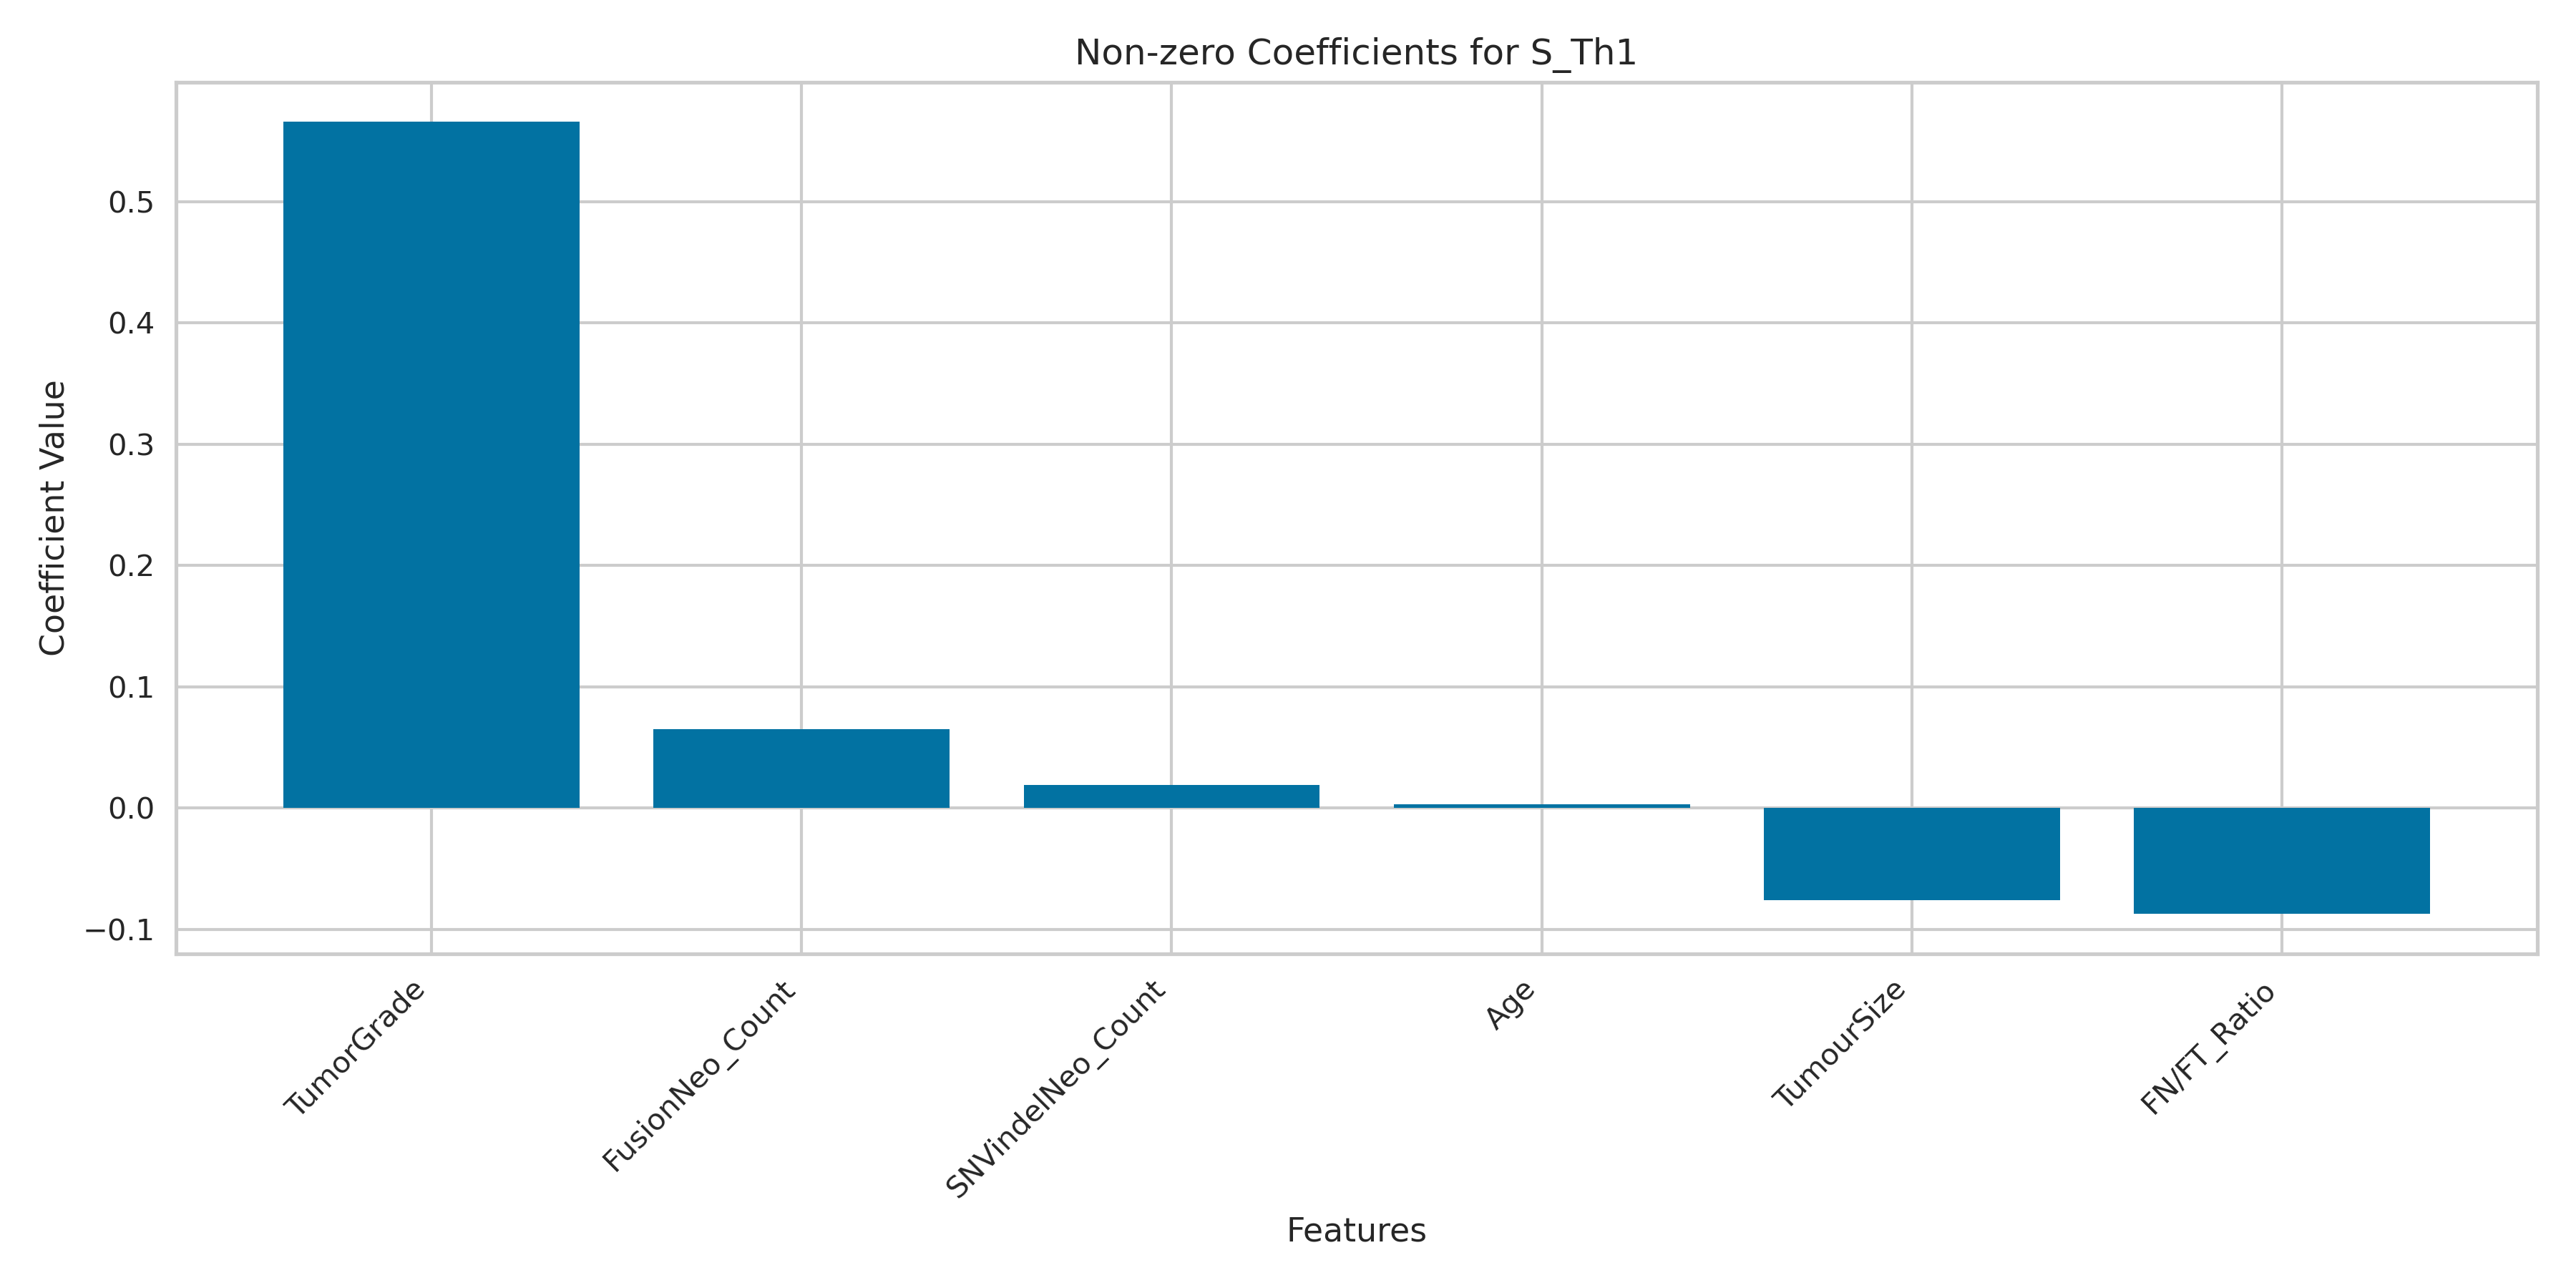 Non-zero Coefficients for S_Th1
Coefficient Value
0.5
0.4
0.3
0.2
0.1
0.0
−0.1
TumorGrade
FusionNeo_Count
SNVindelNeo_Count
Age
TumourSize
FN/FT_Ratio
Features